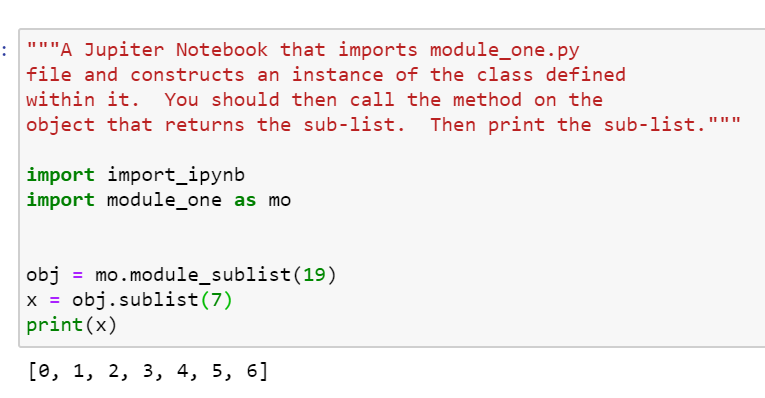 : """A Jupiter Notebook that imports module_one.py
file and constructs an instance of the class defined
within it.  You should then call the method on the
object that returns the sub-list.  Then print the sub-list."""
import import_ipynb
import module_one as mo
obj = mo.module_sublist(19)
x = obj.sublist(7)
print(x)
[0, 1, 2, 3, 4, 5, 6]